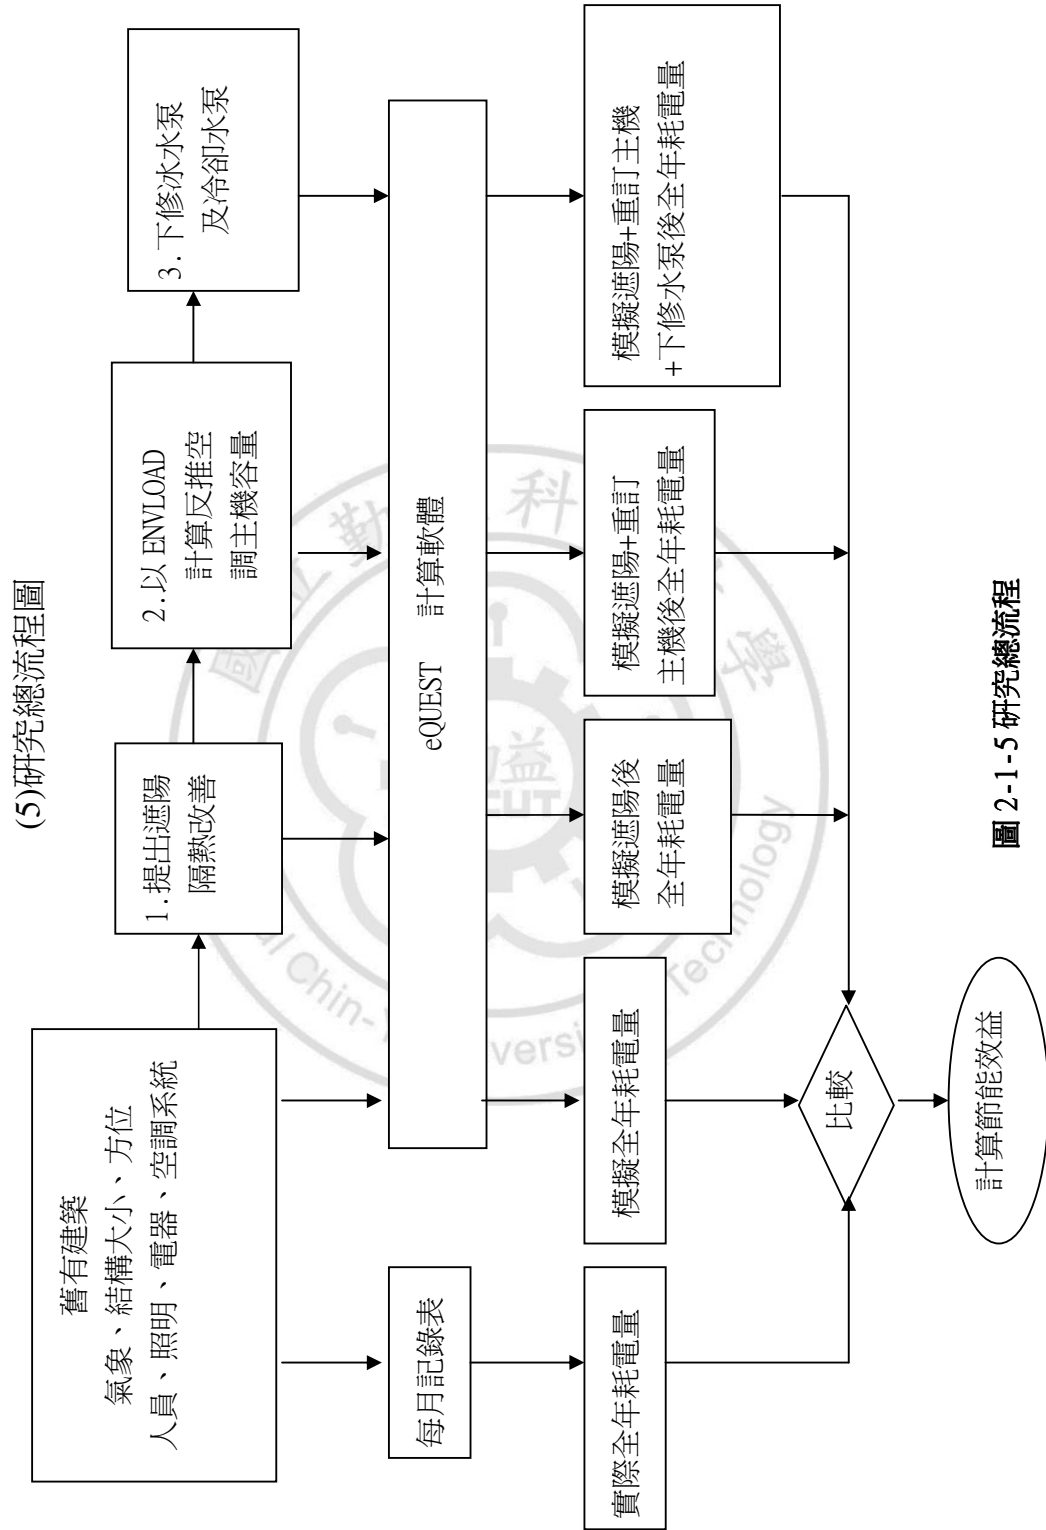 (5)研究總流程圖
舊有建築
氣象、結構大小、方位
人員、照明、電器、空調系統
1.提出遮陽
隔熱改善
2.以 ENVLOAD
計算反推空
調主機容量
3.下修冰水泵
及冷卻水泵
每月記錄表
eQUEST 計算軟體
實際全年耗電量
模擬全年耗電量
模擬遮陽後
全年耗電量
模擬遮陽+重訂
主機後全年耗電量
模擬遮陽+重訂主機
+下修水泵後全年耗電量
比較
計算節能效益
圖 2-1-5 研究總流程